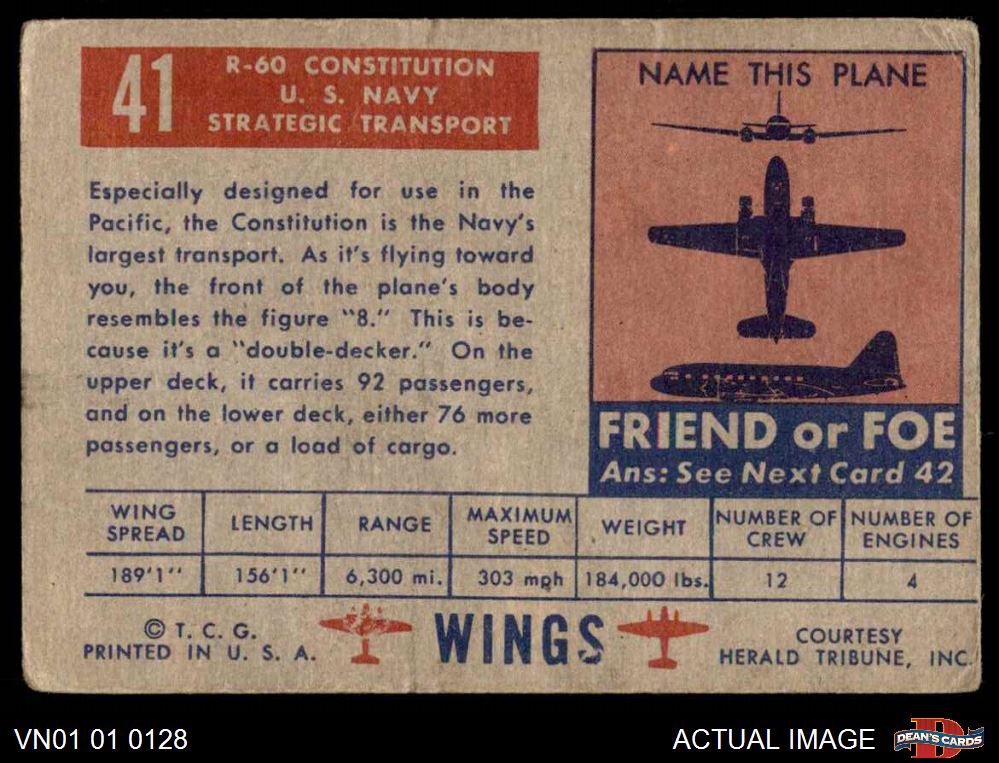 41
R-60 CONSTITUTION
U. S. NAVY
STRATEGIC TRANSPORT
Especially designed for use in the
Pacific, the Constitution is the Navy's
largest transport. As it's flying toward
you, the front of the plane's body
resembles the figure "8." This is be-
cause it's a "double-decker." On the
upper deck, it carries 92 passengers,
and on the lower deck, either 76 more
passengers, or a load of cargo.
NAME THIS PLANE
FRIEND or FOE
Ans: See Next Card 42
WING SPREAD LENGTH RANGE MAXIMUM SPEED WEIGHT NUMBER OF CREW NUMBER OF ENGINES
189'1" 156'1" 6,300 mi. 303 mph 184,000 lbs. 12 4
© T. C. G.
PRINTED IN U. S. A.
WINGS
COURTESY
HERALD TRIBUNE, INC.
VN01 01 0128
ACTUAL IMAGE
D
DEAN'S CARDS